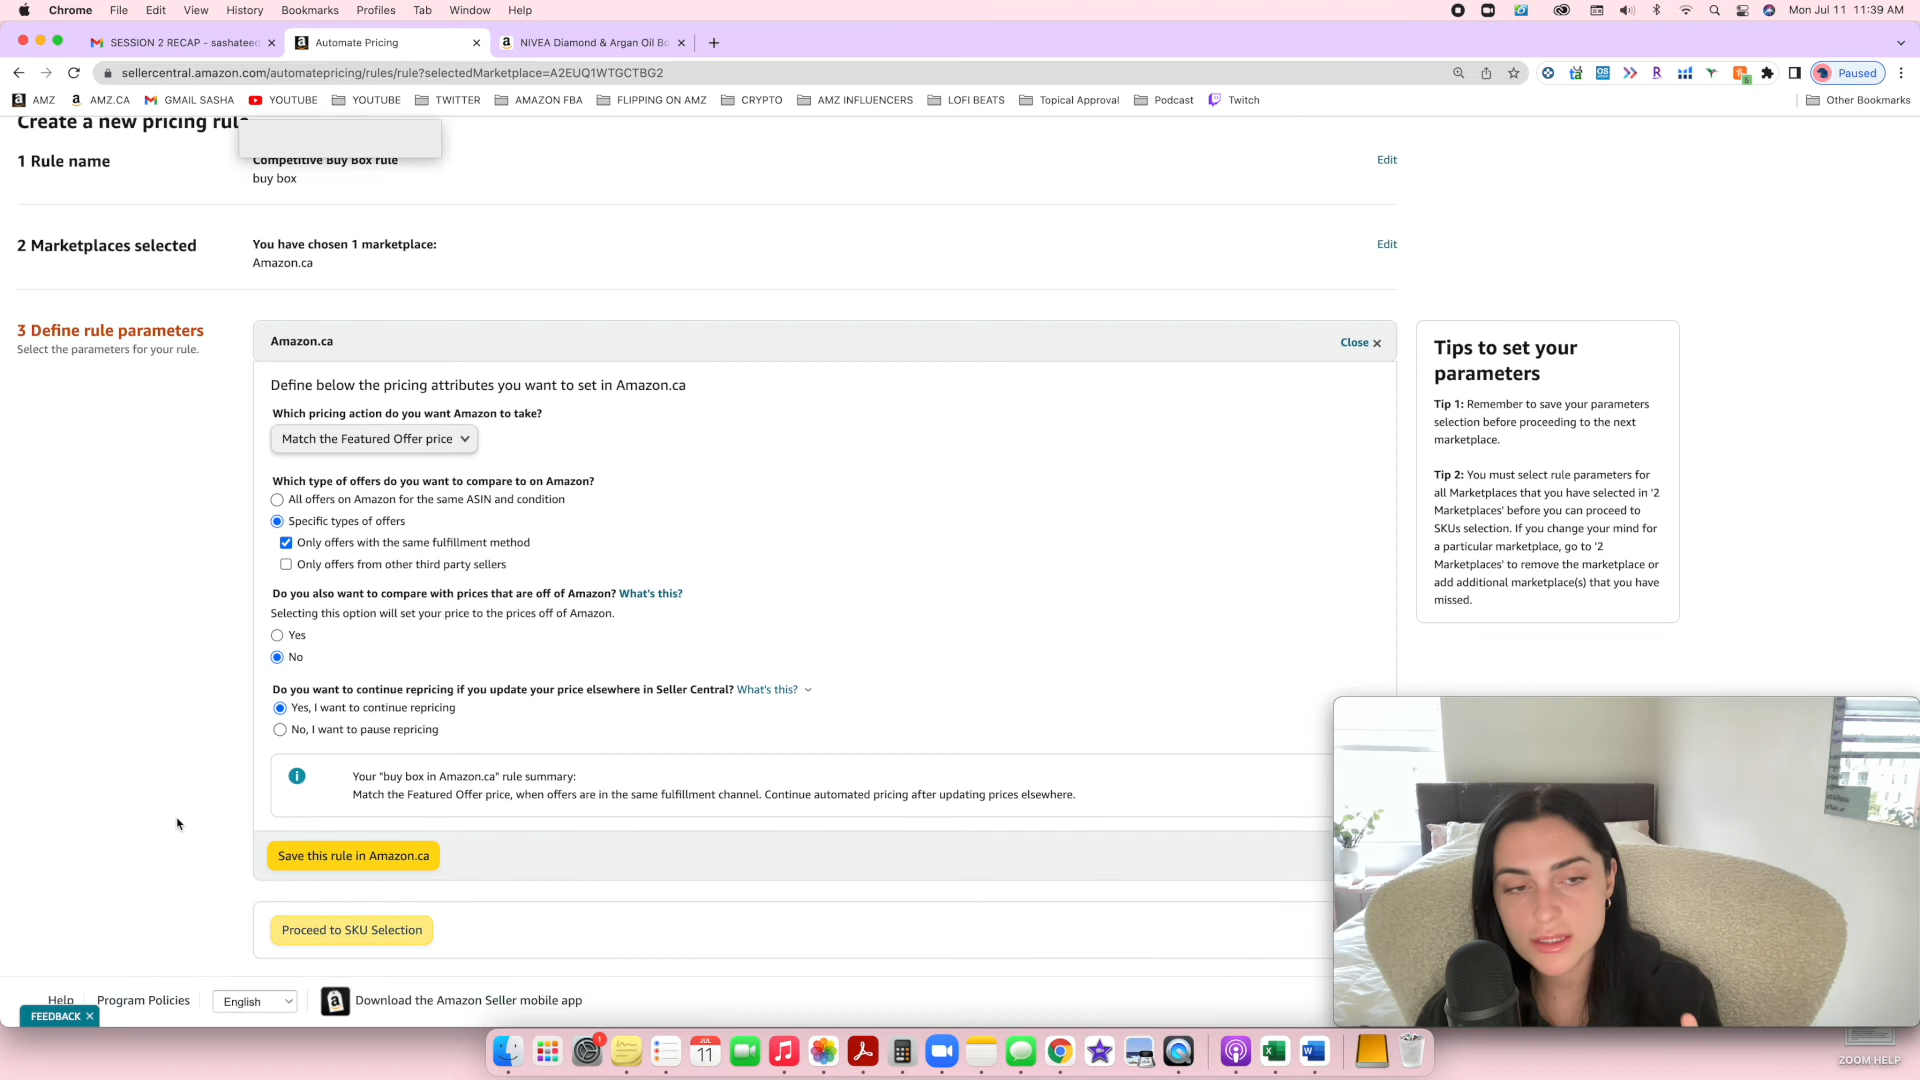 Chrome File Edit View History Bookmarks Profiles Tab Window Help Mon Jul 11 11:39 AM
SESSION 2 RECAP - sashateed Automate Pricing NIVEA Diamond & Argan Oil Bo
sellercentral.amazon.com/automatepricing/rules/rule?selectedMarketplace=A2EUQ1WTGCTBG2 Paused
AMZ AMZ.CA GMAIL SASHA YOUTUBE YOUTUBE TWITTER AMAZON FBA FLIPPING ON AMZ CRYPTO AMZ INFLUENCERS LOFI BEATS Topical Approval Podcast Twitch Other Bookmarks
Create a new pricing rule
1 Rule name
Competitive Buy Box rule
buy box
Edit
2 Marketplaces selected
You have chosen 1 marketplace:
Amazon.ca
Edit
3 Define rule parameters
Select the parameters for your rule.
Amazon.ca
Close ×
Define below the pricing attributes you want to set in Amazon.ca
Which pricing action do you want Amazon to take?
Match the Featured Offer price
Which type of offers do you want to compare to on Amazon?
All offers on Amazon for the same ASIN and condition
Specific types of offers
Only offers with the same fulfillment method
Only offers from other third party sellers
Do you also want to compare with prices that are off of Amazon? What's this?
Selecting this option will set your price to the prices off of Amazon.
Yes
No
Do you want to continue repricing if you update your price elsewhere in Seller Central? What's this?
Yes, I want to continue repricing
No, I want to pause repricing
Your "buy box in Amazon.ca" rule summary:
Match the Featured Offer price, when offers are in the same fulfillment channel. Continue automated pricing after updating prices elsewhere.
Save this rule in Amazon.ca
Proceed to SKU Selection
Tips to set your
parameters
Tip 1: Remember to save your parameters
selection before proceeding to the next
marketplace.
Tip 2: You must select rule parameters for
all Marketplaces that you have selected in '2
Marketplaces' before you can proceed to
SKUs selection. If you change your mind for
a particular marketplace, go to '2
Marketplaces' to remove the marketplace or
add additional marketplace(s) that you have
missed.
Help Program Policies English Download the Amazon Seller mobile app
FEEDBACK ×
JUL
11
1
ZOOM HELP